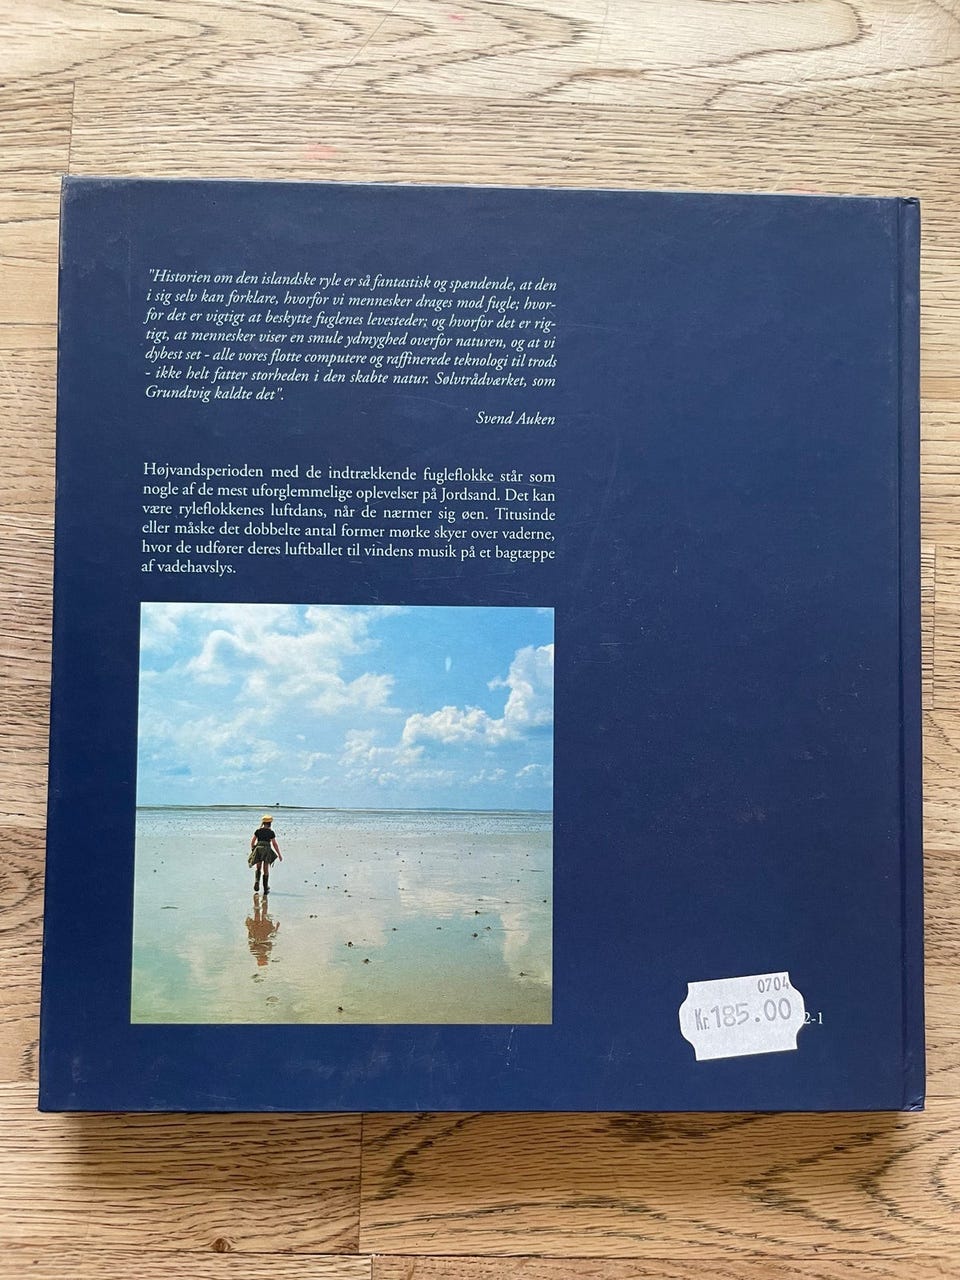 "Historien om den islandske ryle er så fantastisk og spændende, at den
i sig selv kan forklare, hvorfor vi mennesker drages mod fugle; hvor-
for det er vigtigt at beskytte fuglenes levesteder; og hvorfor det er rig-
tigt, at mennesker viser en smule ydmyghed overfor naturen, og at vi
dybest set - alle vores flotte computere og raffinerede teknologi til trods
- ikke helt fatter storheden i den skabte natur. Sølvtrådværket, som
Grundtvig kaldte det".
Svend Auken
Højvandsperioden med de indtrækkende fugleflokke står som
nogle af de mest uforglemmelige oplevelser på Jordsand. Det kan
være ryleflokkenes luftdans, når de nærmer sig øen. Titusinde
eller måske det dobbelte antal former mørke skyer over vaderne,
hvor de udfører deres luftballet til vindens musik på et bagtæppe
af vadehavslys.
0704
Kr.185.00
2-1